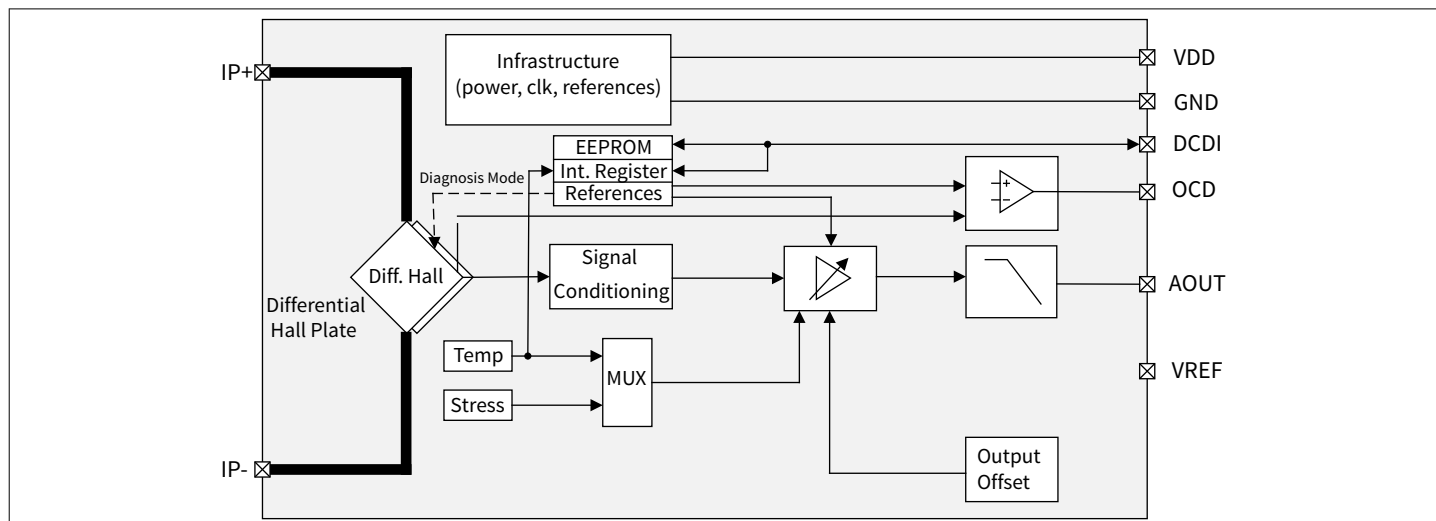 IP+
Infrastructure
(power, clk, references)
VDD
GND
EEPROM
DCDI
Int. Register
Diagnosis Mode
References
OCD
+
−
Diff. Hall
Signal
Conditioning
AOUT
Differential
Hall Plate
Temp
MUX
VREF
Stress
IP-
Output
Offset